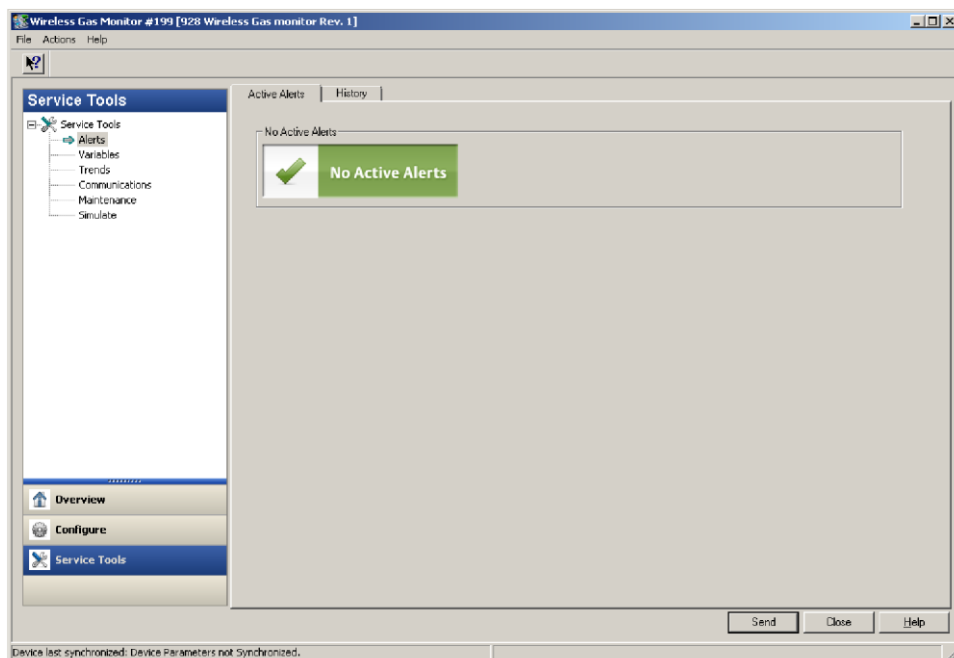 Wireless Gas Monitor #199 [928 Wireless Gas monitor Rev. 1]
File Actions Help
Service Tools
Service Tools
Alerts
Variables
Trends
Communications
Maintenance
Simulate
Overview
Configure
Service Tools
Active Alerts History
No Active Alerts
No Active Alerts
Send Close Help
Device last synchronized: Device Parameters not Synchronized.